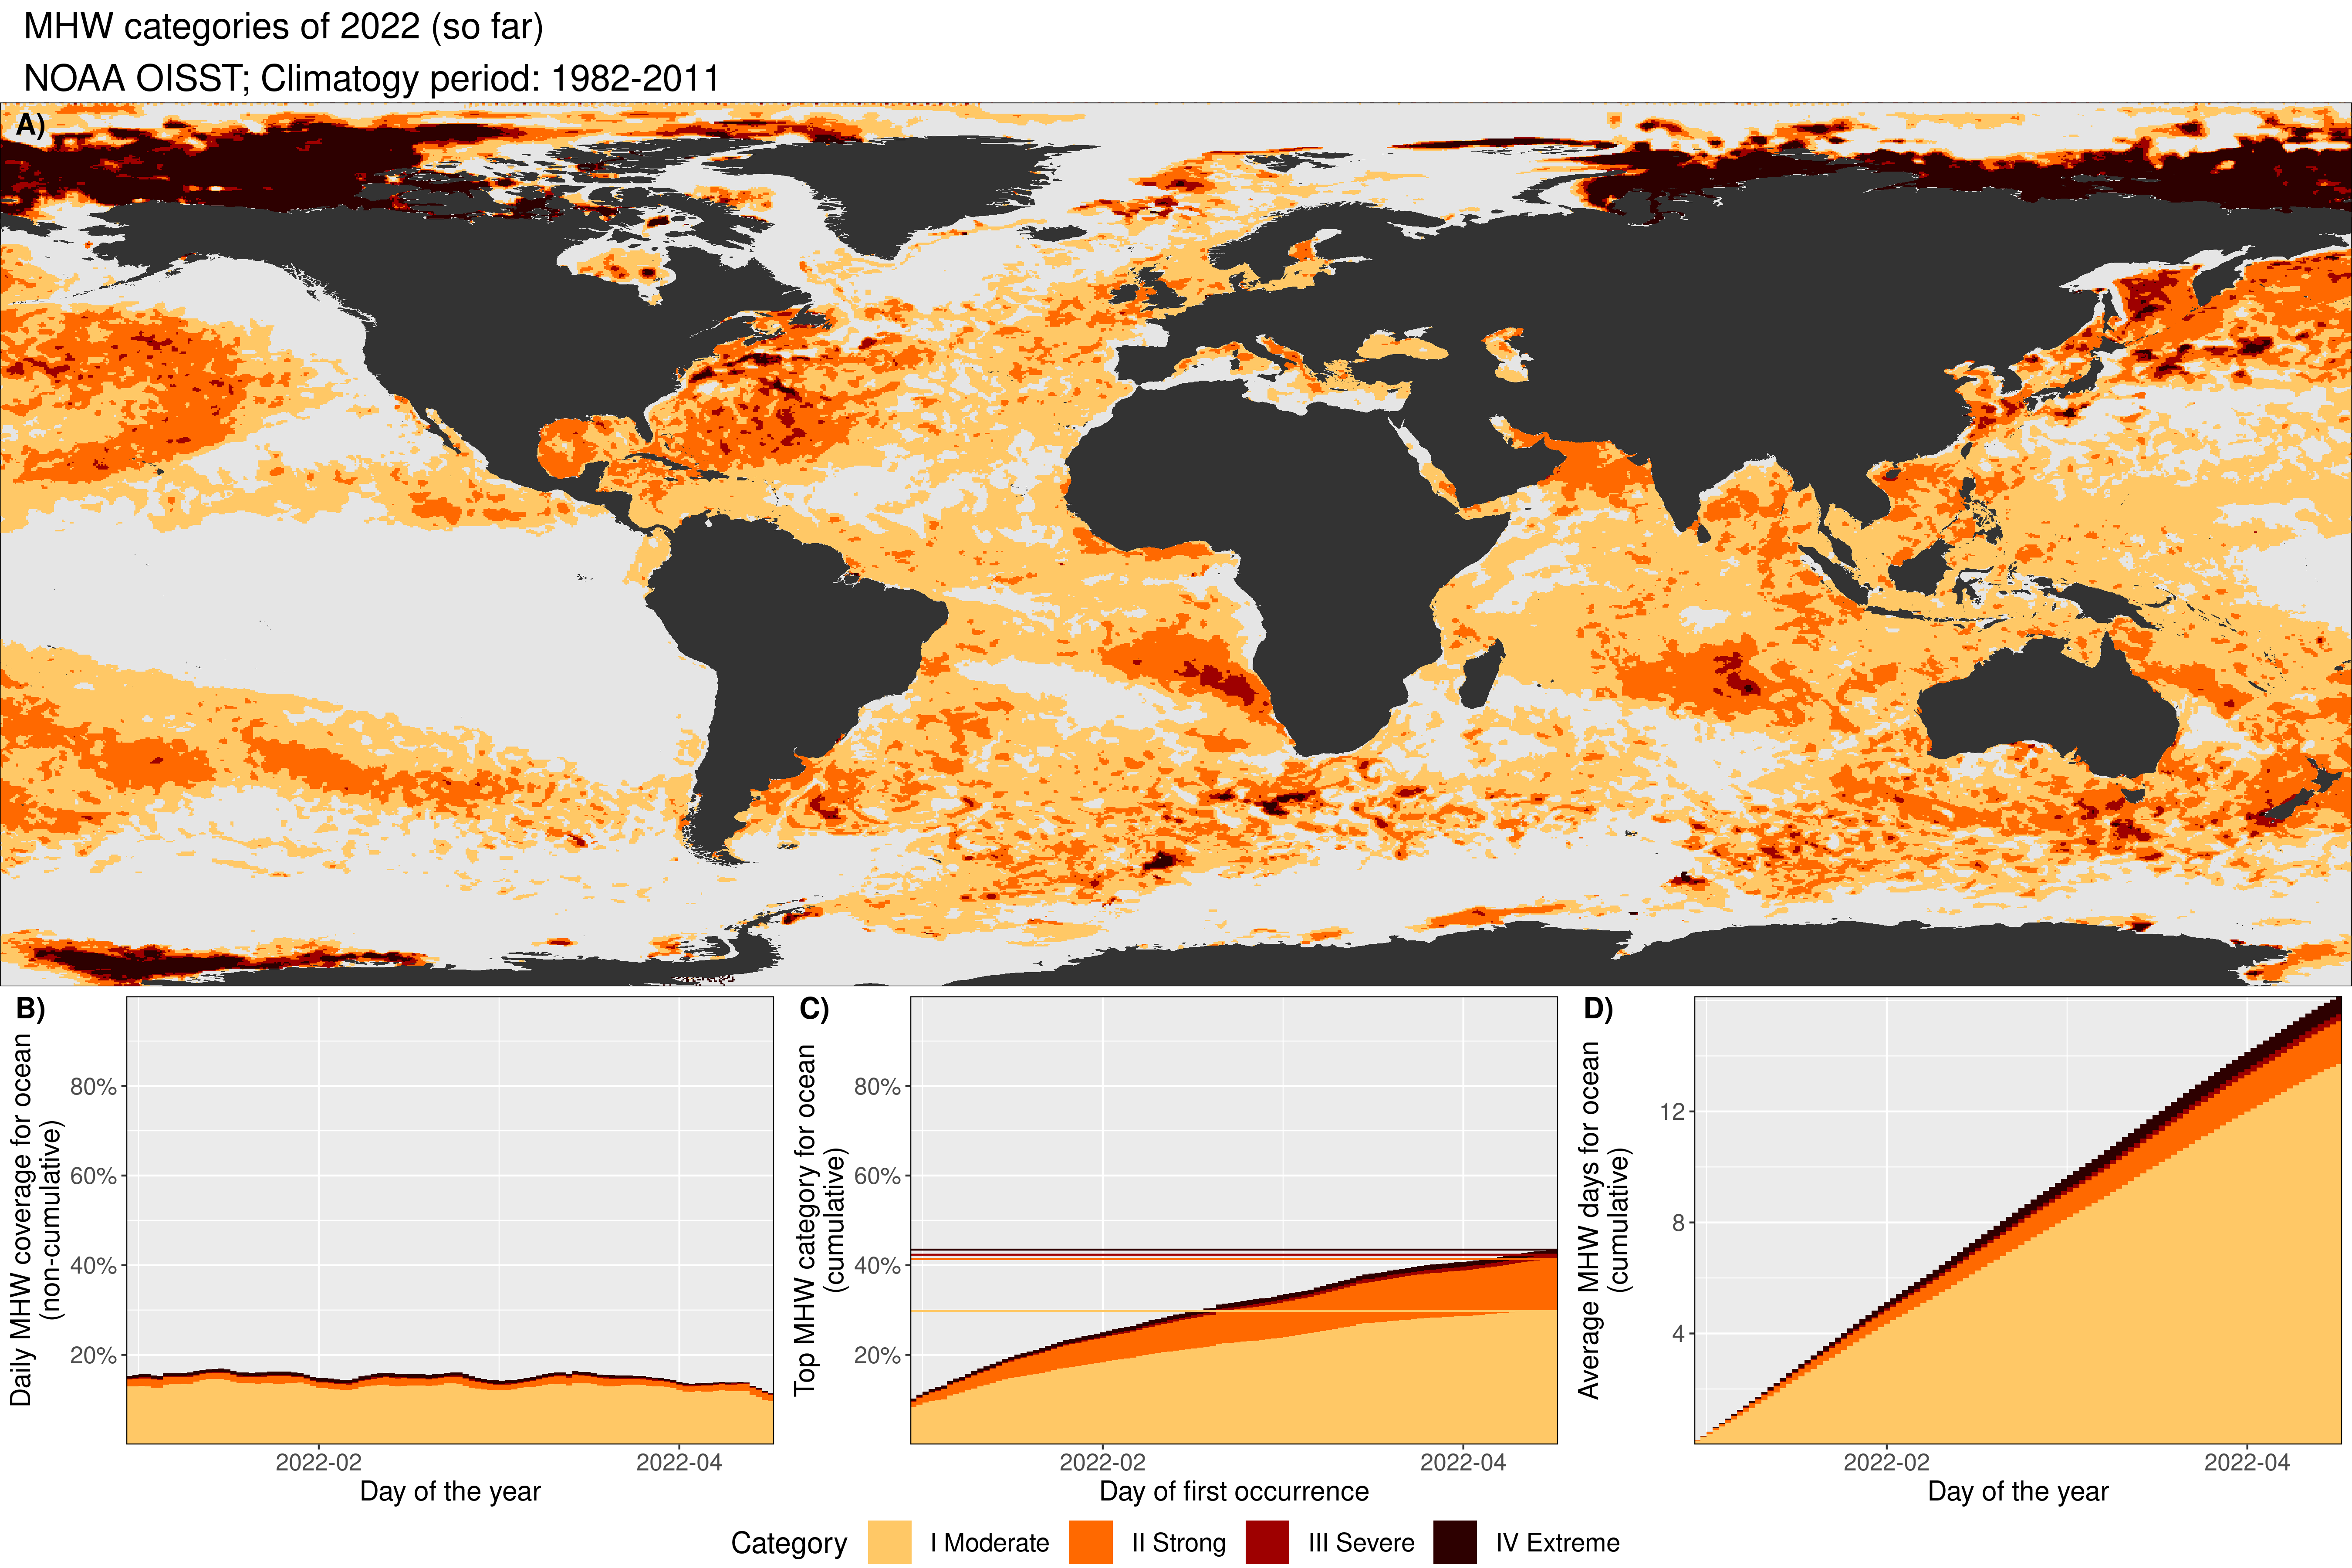 MHW categories of 2022 (so far)
NOAA OISST; Climatogy period: 1982-2011
A)
B)
Daily MHW coverage for ocean
(non-cumulative)
80%
60%
40%
20%
2022-02
2022-04
Day of the year
C)
Top MHW category for ocean
(cumulative)
80%
60%
40%
20%
2022-02
2022-04
Day of first occurrence
D)
Average MHW days for ocean
(cumulative)
12
8
4
2022-02
2022-04
Day of the year
Category
I Moderate
II Strong
III Severe
IV Extreme